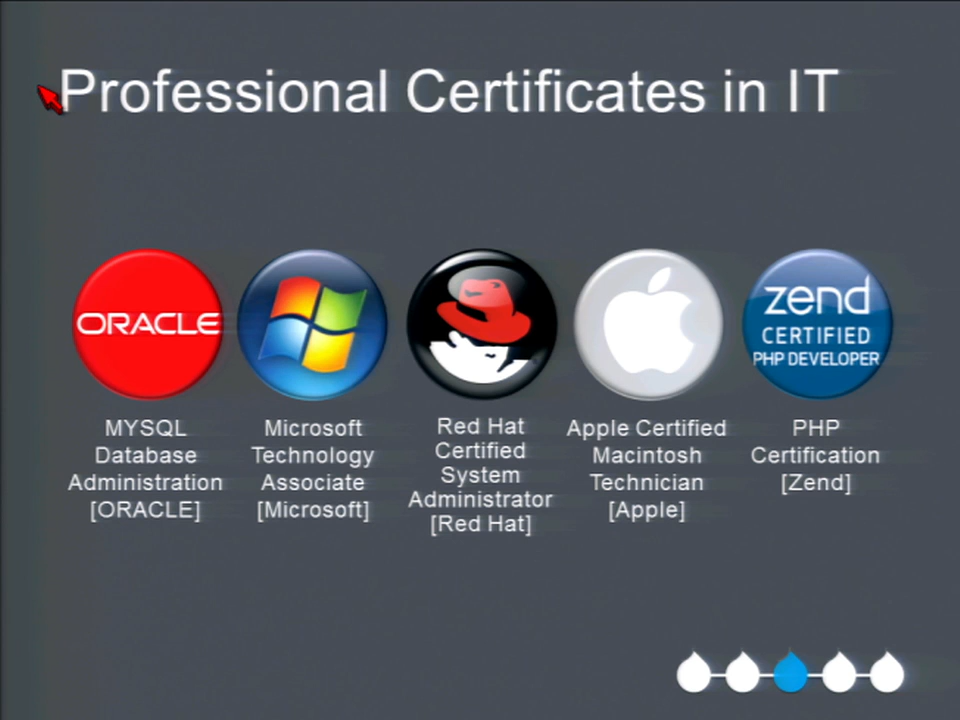 Professional Certificates in IT
ORACLE
zend
CERTIFIED
PHP DEVELOPER
MYSQL
Database
Administration
[ORACLE]
Microsoft
Technology
Associate
[Microsoft]
Red Hat
Certified
System
Administrator
[Red Hat]
Apple Certified
Macintosh
Technician
[Apple]
PHP
Certification
[Zend]